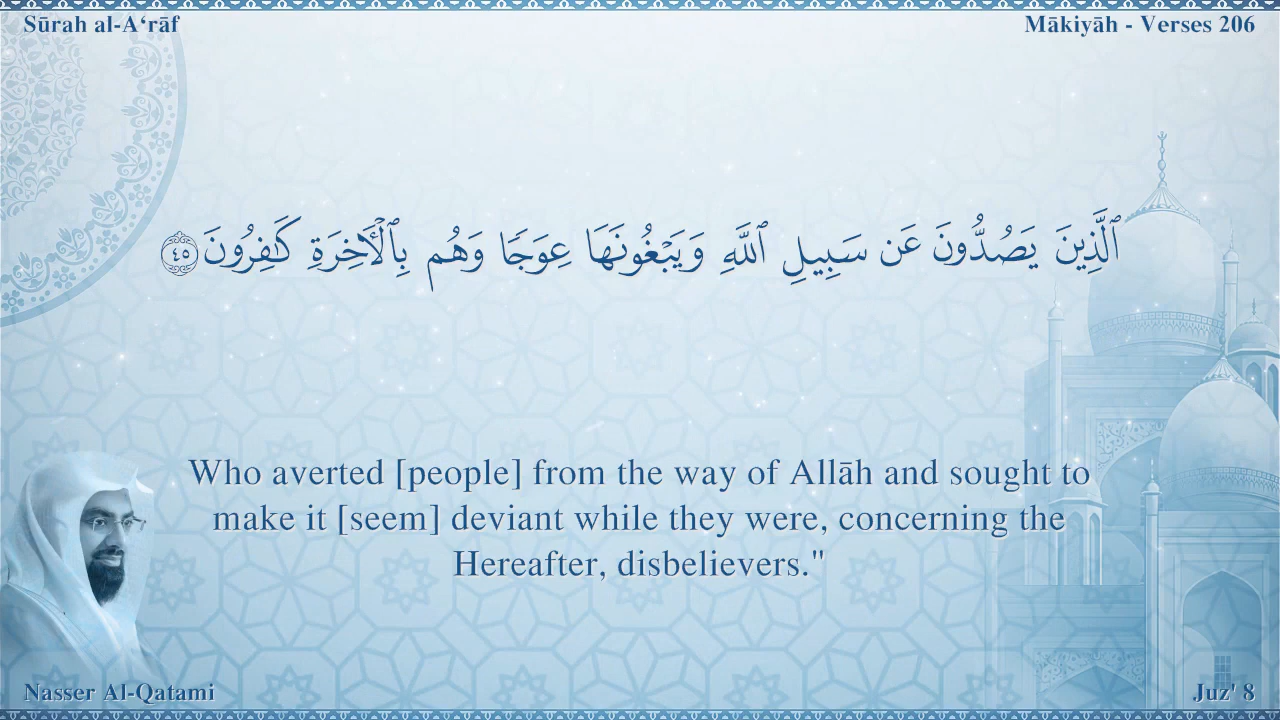 Sūrah al-A‘rāf
Mākiyāh - Verses 206
ٱلَّذِينَ يَصُدُّونَ عَن سَبِيلِ ٱللَّهِ وَيَبْغُونَهَا عِوَجًا وَهُم بِٱلْـَٔاخِرَةِ كَـٰفِرُونَ ٤٥
Who averted [people] from the way of Allāh and sought to
make it [seem] deviant while they were, concerning the
Hereafter, disbelievers."
Nasser Al-Qatami
Juz' 8